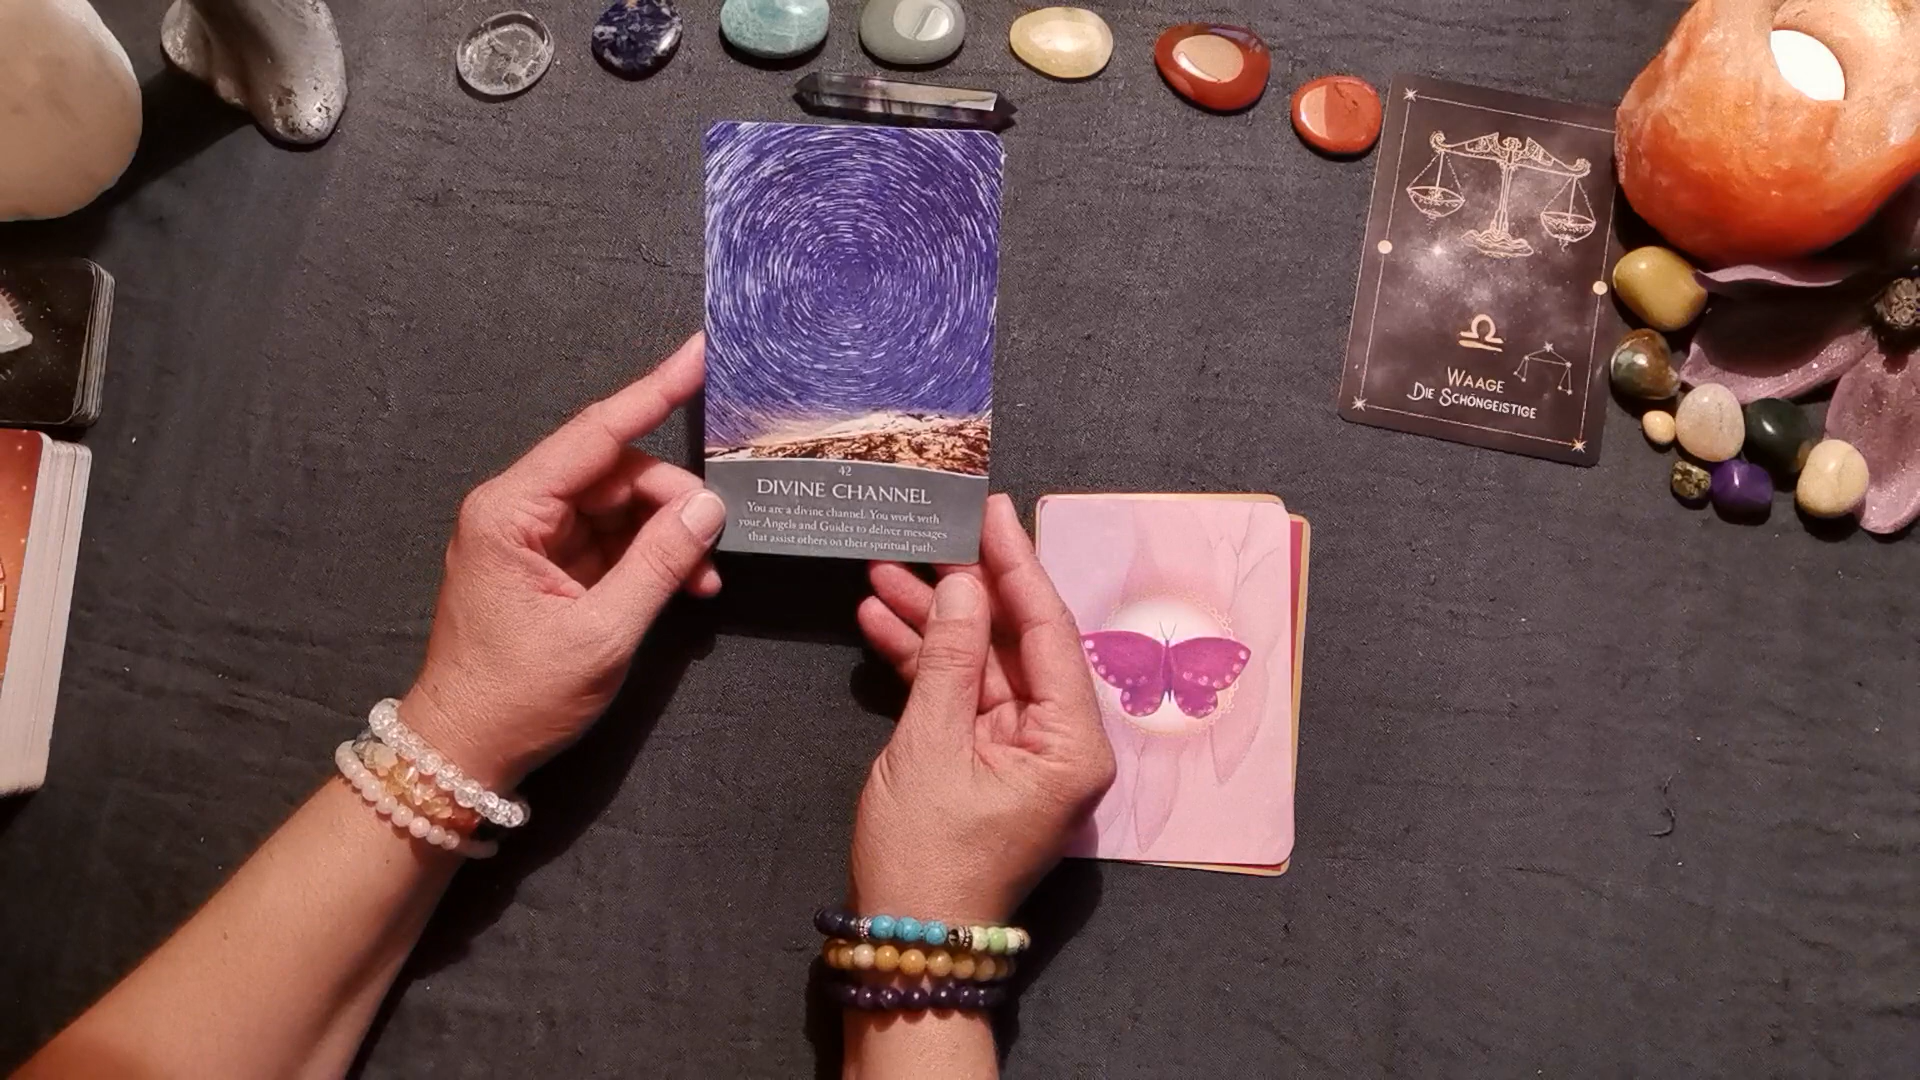 42
DIVINE CHANNEL
You are a divine channel. You work with
your Angels and Guides to deliver messages
that assist others on their spiritual path.
WAAGE
DIE SCHÖNGEISTIGE